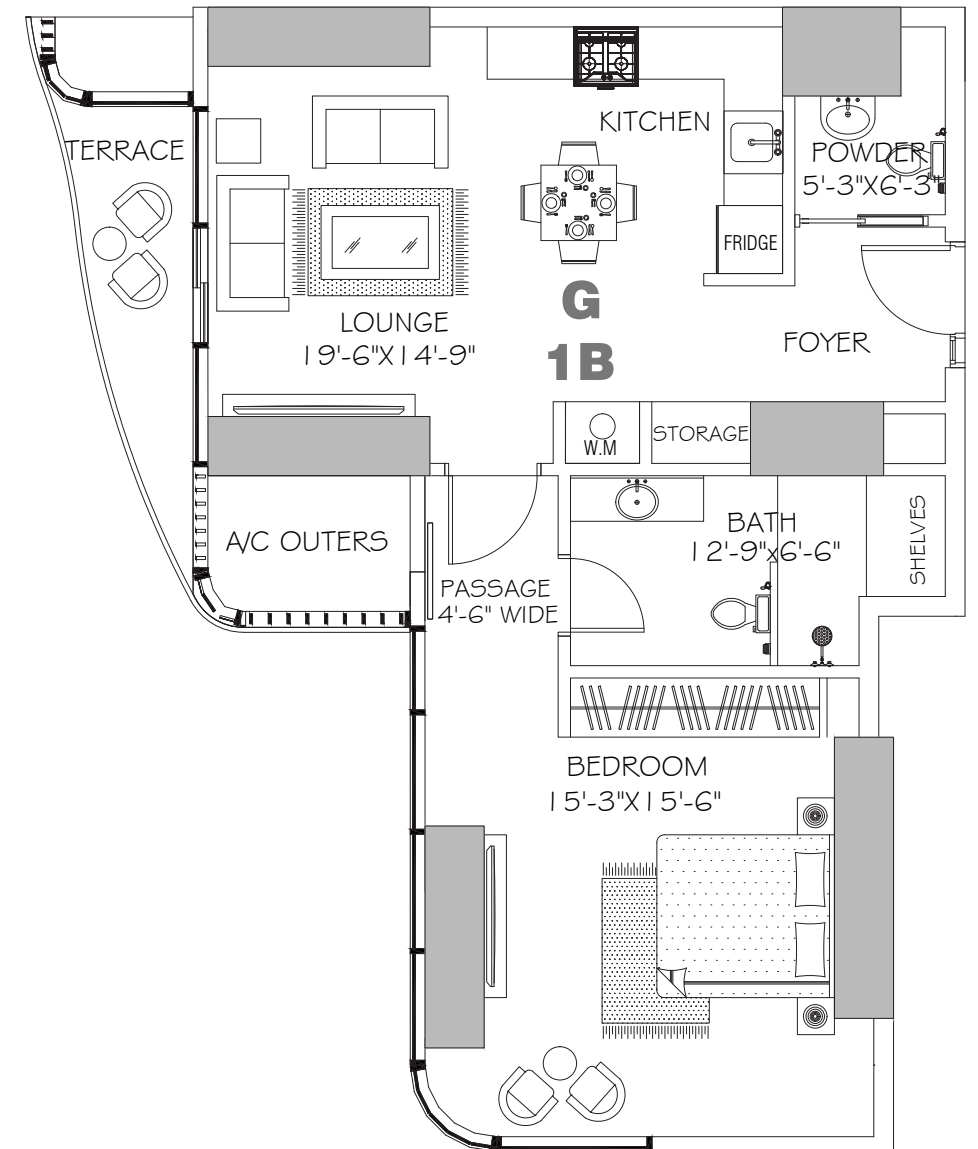 KITCHEN
TERRACE
POWDER
5'-3"X6'-3"
FRIDGE
G
1B
LOUNGE
19'-6"X14'-9"
FOYER
W.M
STORAGE
A/C OUTERS
BATH
12'-9"x6'-6"
SHELVES
PASSAGE
4'-6" WIDE
BEDROOM
15'-3"X15'-6"